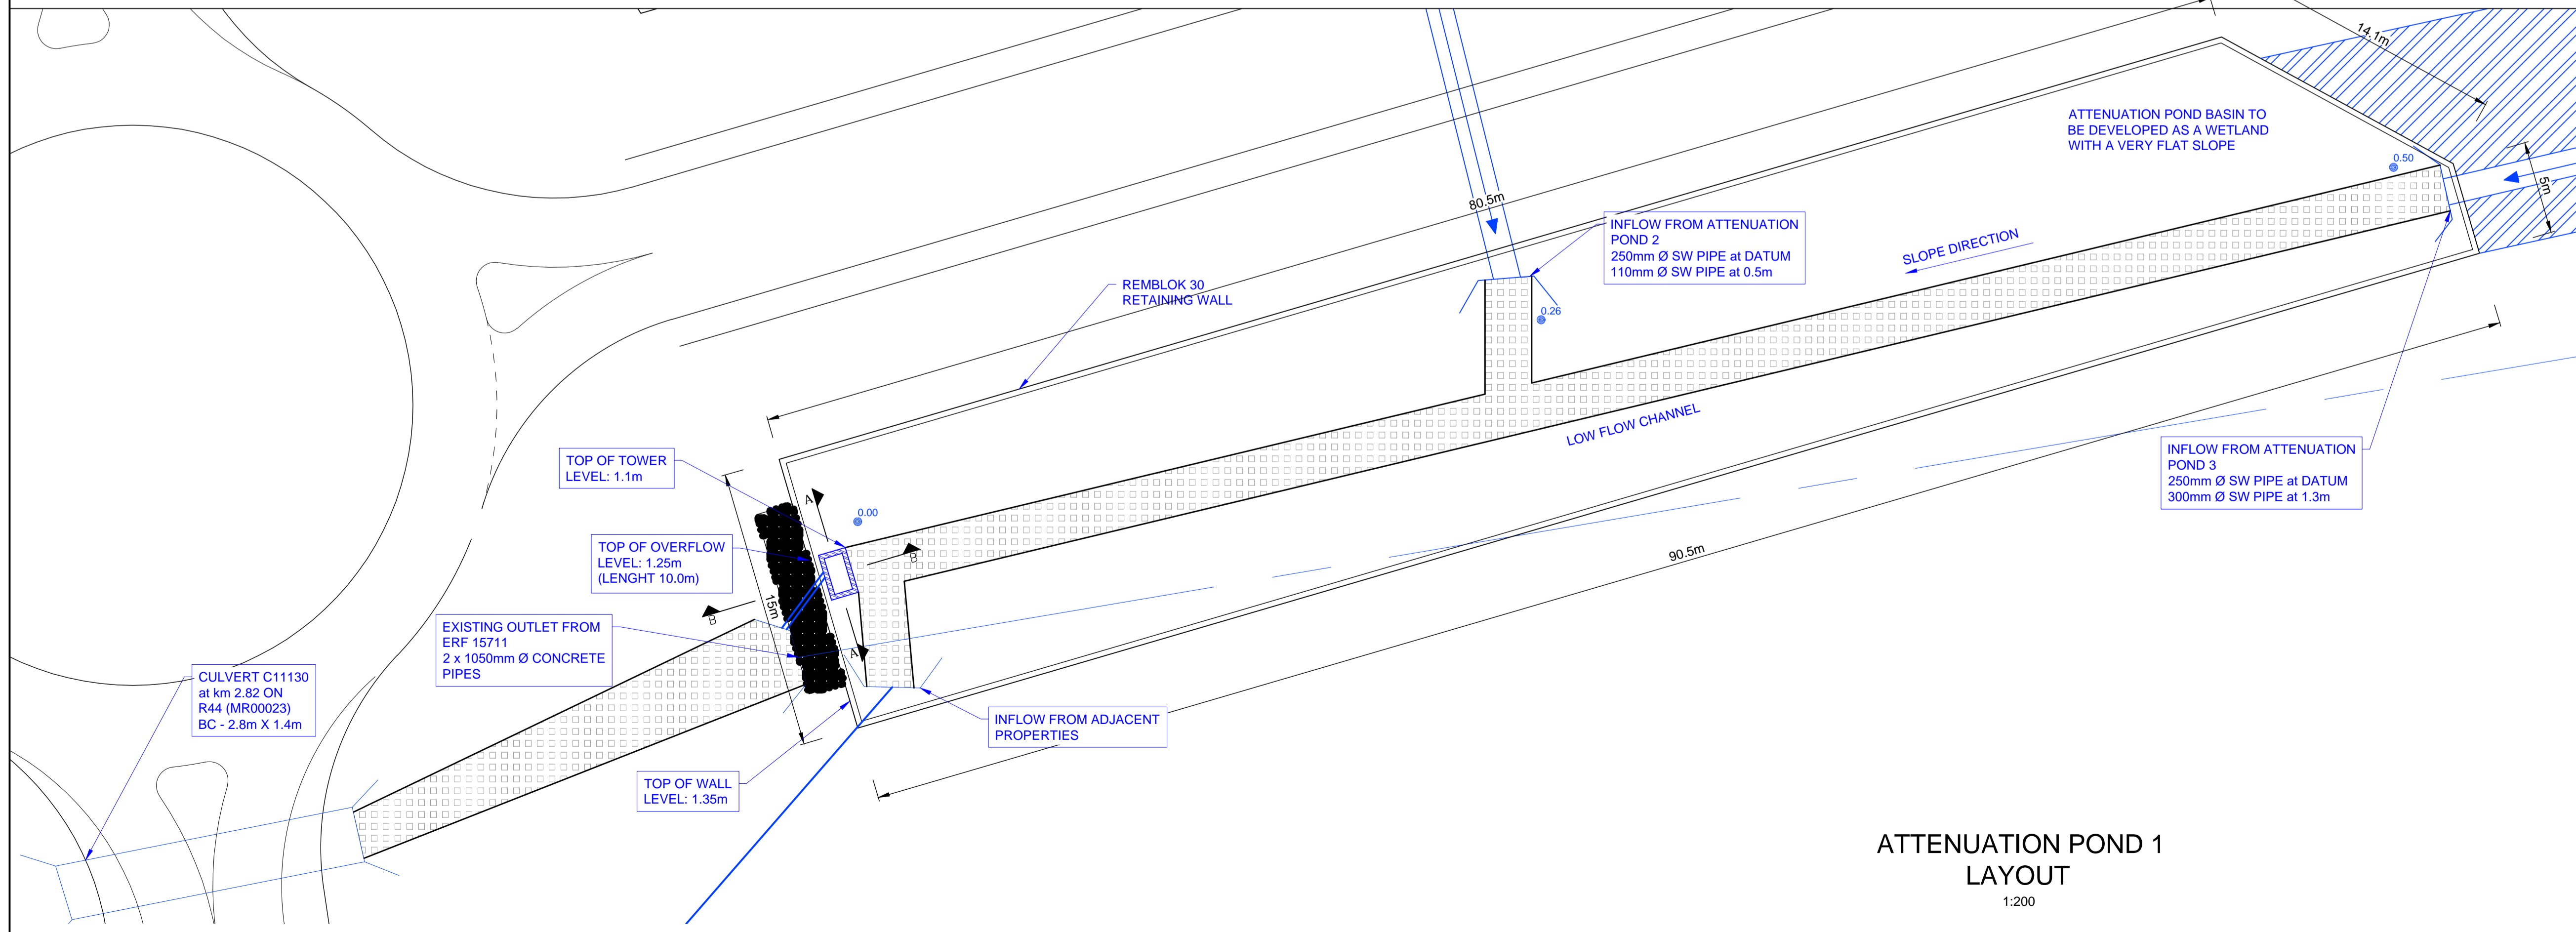 14.1m
ATTENUATION POND BASIN TO
BE DEVELOPED AS A WETLAND
WITH A VERY FLAT SLOPE
0.50
5m
80.5m
INFLOW FROM ATTENUATION
POND 2
250mm Ø SW PIPE at DATUM
110mm Ø SW PIPE at 0.5m
SLOPE DIRECTION
REMBLOK 30
RETAINING WALL
0.26
LOW FLOW CHANNEL
INFLOW FROM ATTENUATION
POND 3
250mm Ø SW PIPE at DATUM
300mm Ø SW PIPE at 1.3m
TOP OF TOWER
LEVEL: 1.1m
A
0.00
TOP OF OVERFLOW
LEVEL: 1.25m
(LENGHT 10.0m)
B
90.5m
15m
B
EXISTING OUTLET FROM
ERF 15711
2 x 1050mm Ø CONCRETE
PIPES
A
CULVERT C11130
at km 2.82 ON
R44 (MR00023)
BC - 2.8m X 1.4m
INFLOW FROM ADJACENT
PROPERTIES
TOP OF WALL
LEVEL: 1.35m
ATTENUATION POND 1
LAYOUT
1:200